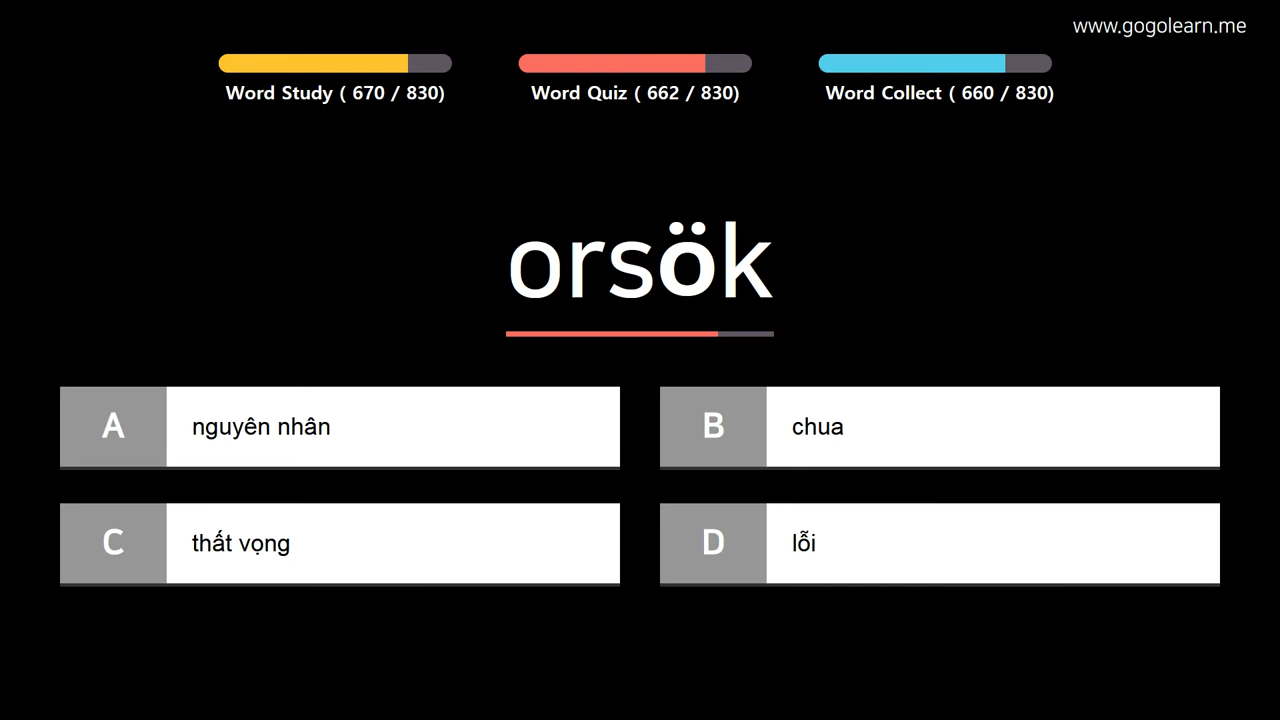 www.gogolearn.me
Word Study ( 670 / 830)
Word Quiz ( 662 / 830)
Word Collect ( 660 / 830)
orsök
A nguyên nhân
B chua
C thất vọng
D lỗi